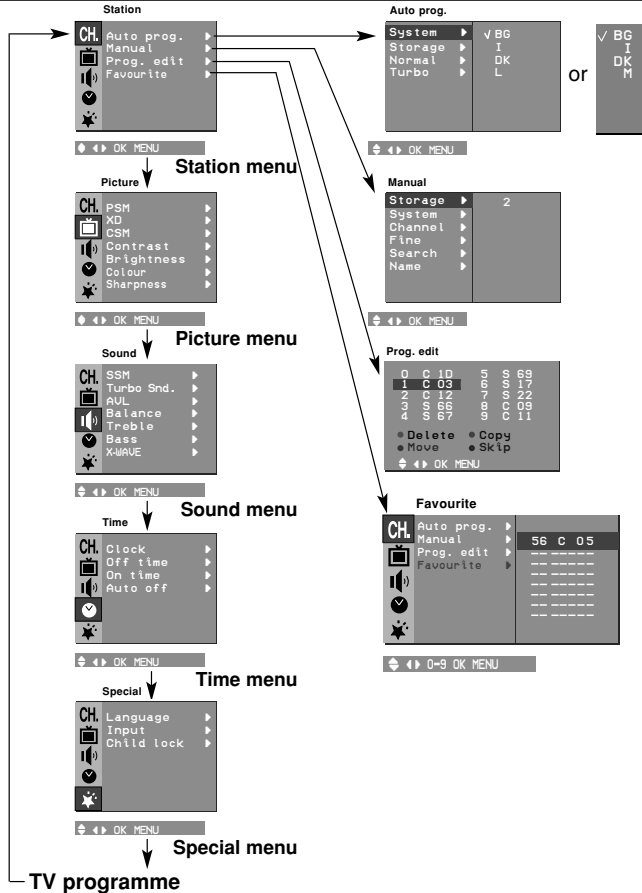 Station
CH.
Auto prog.
Manual
Prog. edit
Favourite
OK MENU
Station menu
Picture
CH.
PSM
XD
CSM
Contrast
Brightness
Colour
Sharpness
OK MENU
Picture menu
Sound
CH.
SSM
Turbo Snd.
AVL
Balance
Treble
Bass
X-WAVE
OK MENU
Sound menu
Time
CH.
Clock
Off time
On time
Auto off
OK MENU
Time menu
Special
CH.
Language
Input
Child lock
OK MENU
Special menu
TV programme
Auto prog.
System √ BG
Storage I
Normal DK
Turbo L
OK MENU
or
√ BG
I
DK
M
Manual
Storage 2
System
Channel
Fine
Search
Name
OK MENU
Prog. edit
0 C 10 5 S 69
1 C 03 6 S 17
2 C 12 7 S 22
3 S 66 8 C 09
4 S 67 9 C 11
Delete Copy
Move Skip
OK MENU
Favourite
CH.
Auto prog.
Manual 56 C 05
Prog. edit -- ------
Favourite -- ------
-- ------
-- ------
-- ------
-- ------
-- ------
0-9 OK MENU